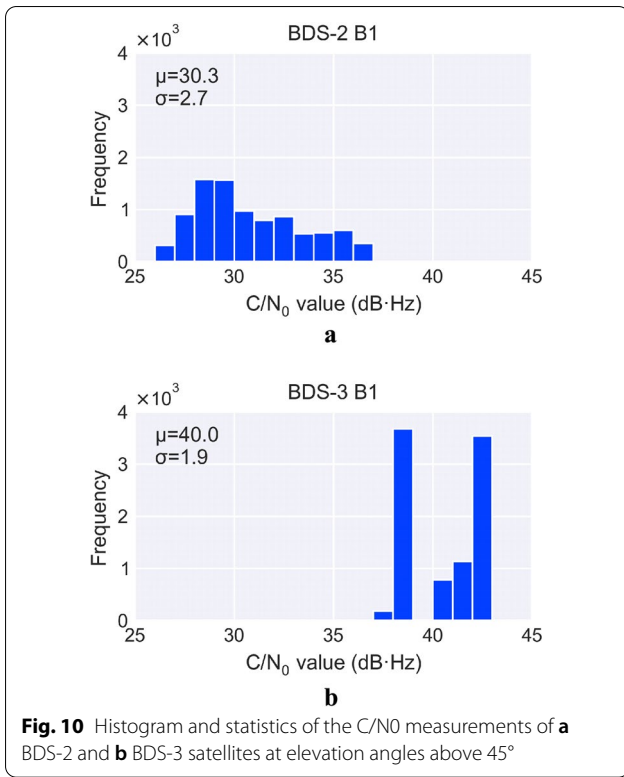 BDS-2 B1
×10³
μ=30.3
σ=2.7
4
3
2
1
0
Frequency
25 30 35 40 45
C/N₀ value (dB·Hz)
a
BDS-3 B1
×10³
μ=40.0
σ=1.9
4
3
2
1
0
Frequency
25 30 35 40 45
C/N₀ value (dB·Hz)
b
Fig. 10 Histogram and statistics of the C/N0 measurements of a
BDS-2 and b BDS-3 satellites at elevation angles above 45°